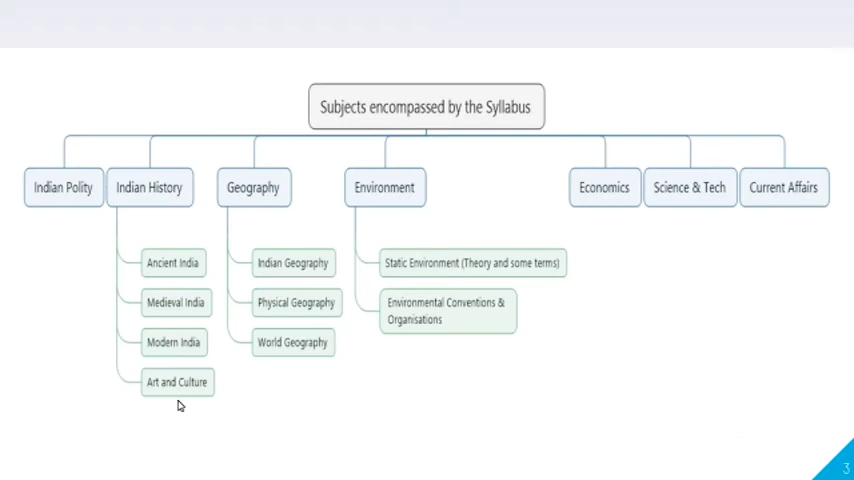 Subjects encompassed by the Syllabus
Indian Polity
Indian History
Geography
Environment
Economics
Science & Tech
Current Affairs
Ancient India
Medieval India
Modern India
Art and Culture
Indian Geography
Physical Geography
World Geography
Static Environment (Theory and some terms)
Environmental Conventions &
Organisations
3